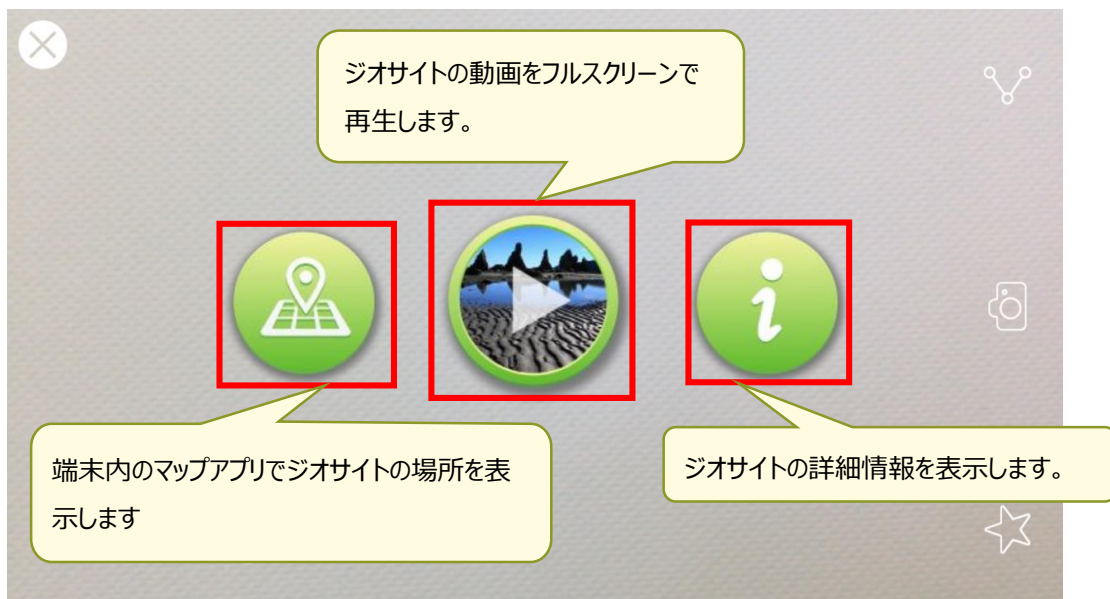 ジオサイトの動画をフルスクリーンで
再生します。
端末内のマップアプリでジオサイトの場所を表
示します
ジオサイトの詳細情報を表示します。